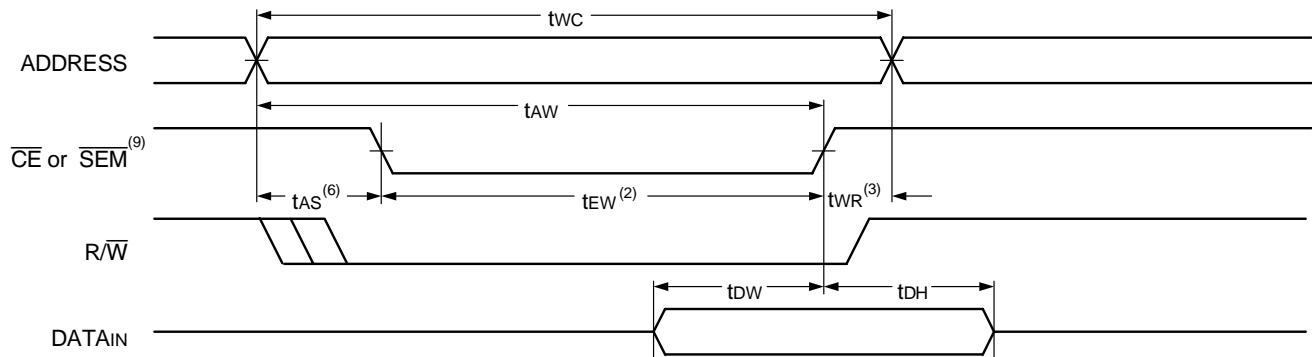 tWC
ADDRESS
tAW
CE or SEM(9)
tAS(6) tEW(2) tWR(3)
R/W
tDW tDH
DATAIN